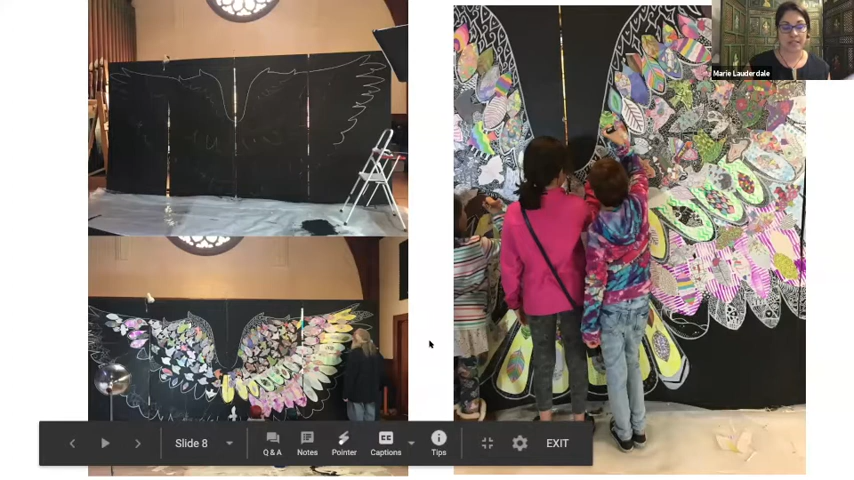 Marie Lauderdale
Slide 8
Q & A
Notes
Pointer
Captions
Tips
EXIT